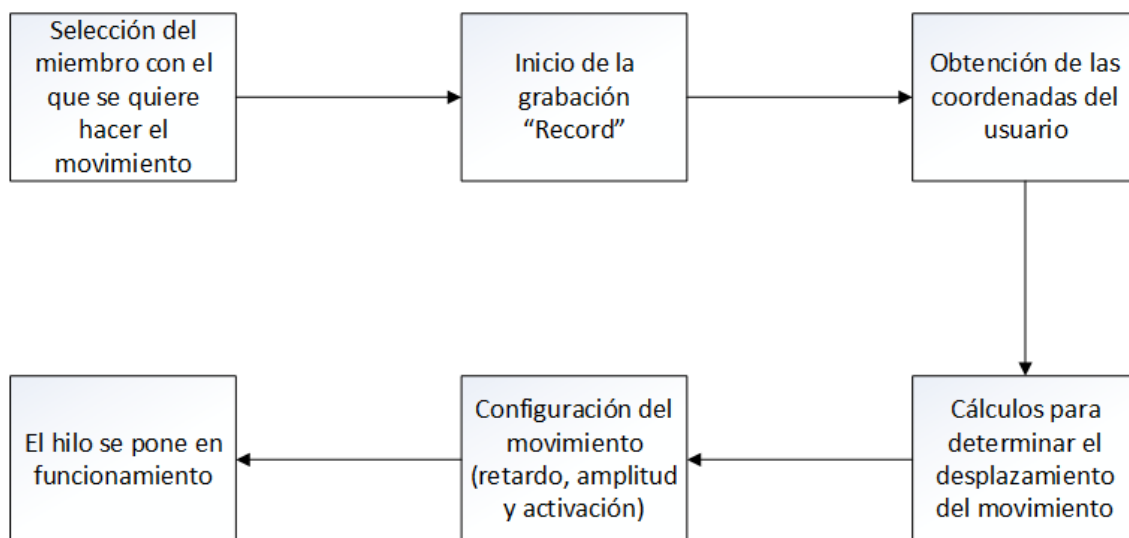 Selección del
miembro con el
que se quiere
hacer el
movimiento
Inicio de la
grabación
“Record”
Obtención de las
coordenadas del
usuario
Cálculos para
determinar el
desplazamiento
del movimiento
Configuración del
movimiento
(retardo, amplitud
y activación)
El hilo se pone en
funcionamiento